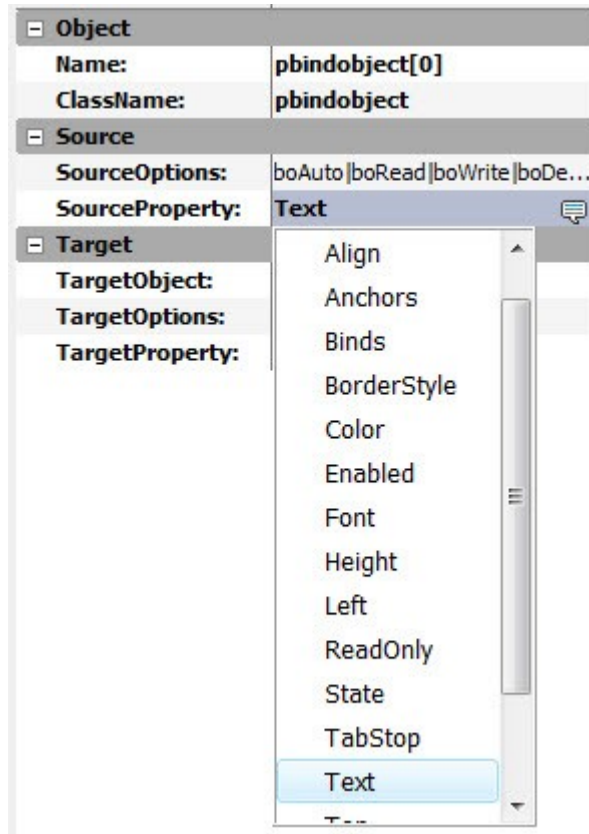 Object
Name: pbindobject[0]
ClassName: pbindobject
Source
SourceOptions: boAuto|boRead|boWrite|boDe...
SourceProperty: Text
Target
TargetObject:
TargetOptions:
TargetProperty:
Align
Anchors
Binds
BorderStyle
Color
Enabled
Font
Height
Left
ReadOnly
State
TabStop
Text